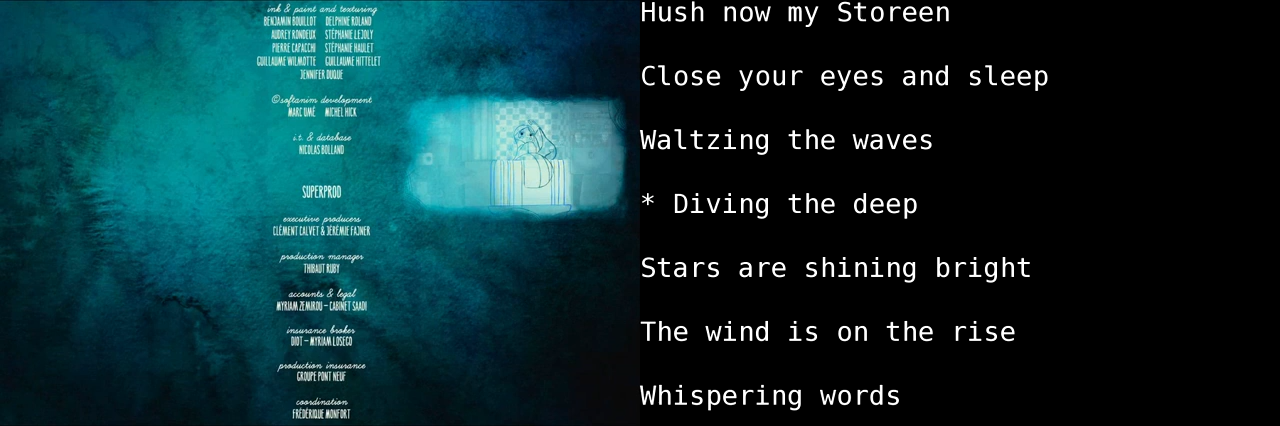 ink & paint and texturing
BENJAMIN BOUILLOT DELPHINE ROLAND
AUDREY RONDEUX STÉPHANIE LEJOLY
PIERRE CAPACCHI STÉPHANIE HAULET
GUILLAUME WILMOTTE GUILLAUME HITTELET
JENNIFER DUQUE
©softanim development
MARC UMÉ MICHEL HICK
i.t. & database
NICOLAS BOLLAND
SUPERPROD
executive producers
CLÉMENT CALVET & JÉRÉMIE FAJNER
production manager
THIBAUT RUBY
accounts & legal
MYRIAM ZEMIROU – CABINET SAADI
insurance broker
DIOT – MYRIAM LOSEGO
production insurance
GROUPE PONT NEUF
coordination
FRÉDÉRIQUE MONFORT
Hush now my Storeen
Close your eyes and sleep
Waltzing the waves
* Diving the deep
Stars are shining bright
The wind is on the rise
Whispering words